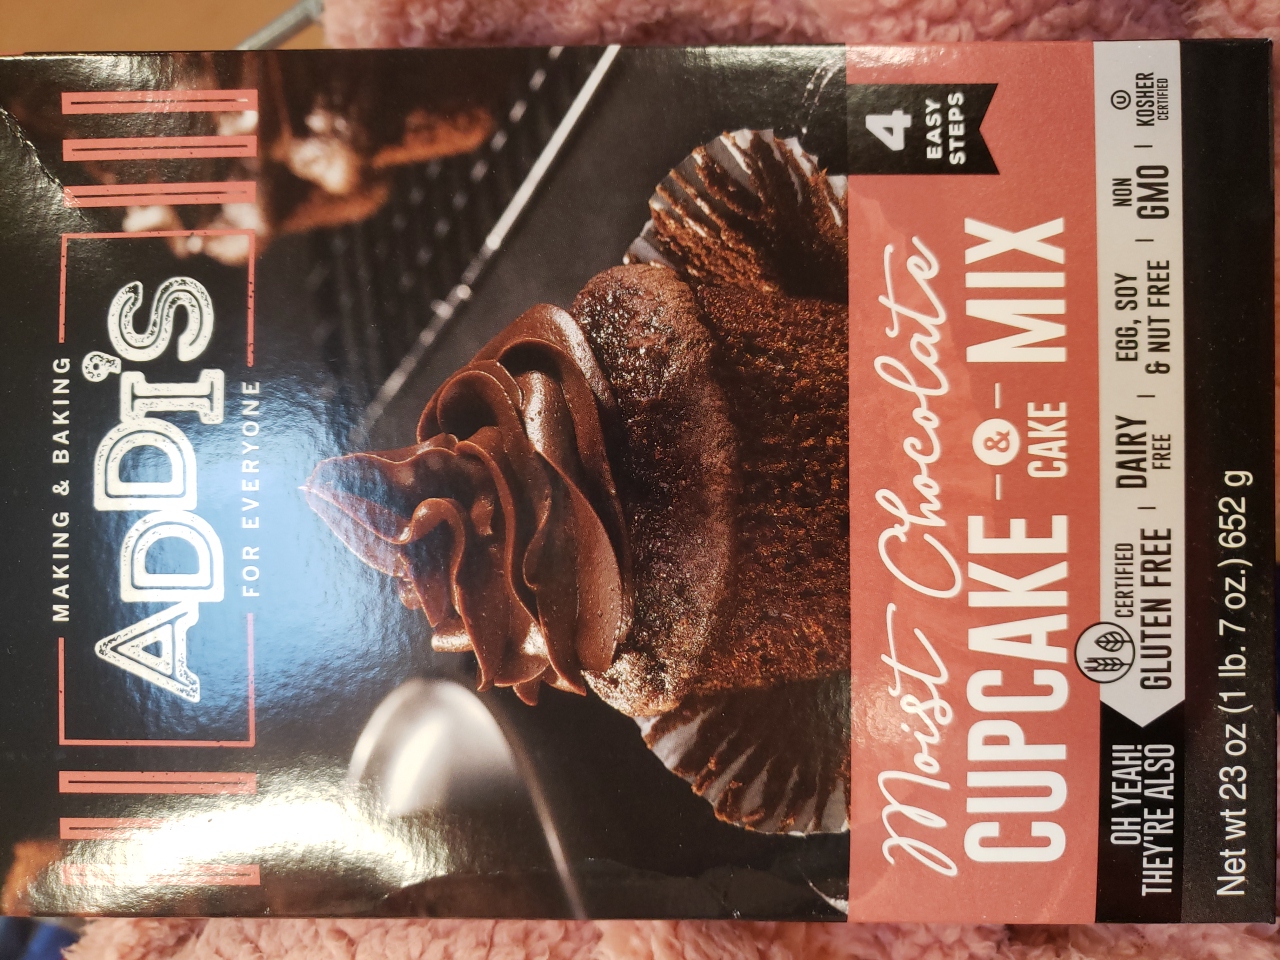 MAKING & BAKING
ADDI'S
FOR EVERYONE
4
EASY
STEPS
Moist Chocolate
CUPCAKE & CAKE MIX
OH YEAH!
THEY'RE ALSO
CERTIFIED
GLUTEN FREE
DAIRY
FREE
EGG, SOY
& NUT FREE
NON
GMO
U
KOSHER
CERTIFIED
Net wt 23 oz (1 lb. 7 oz.) 652 g